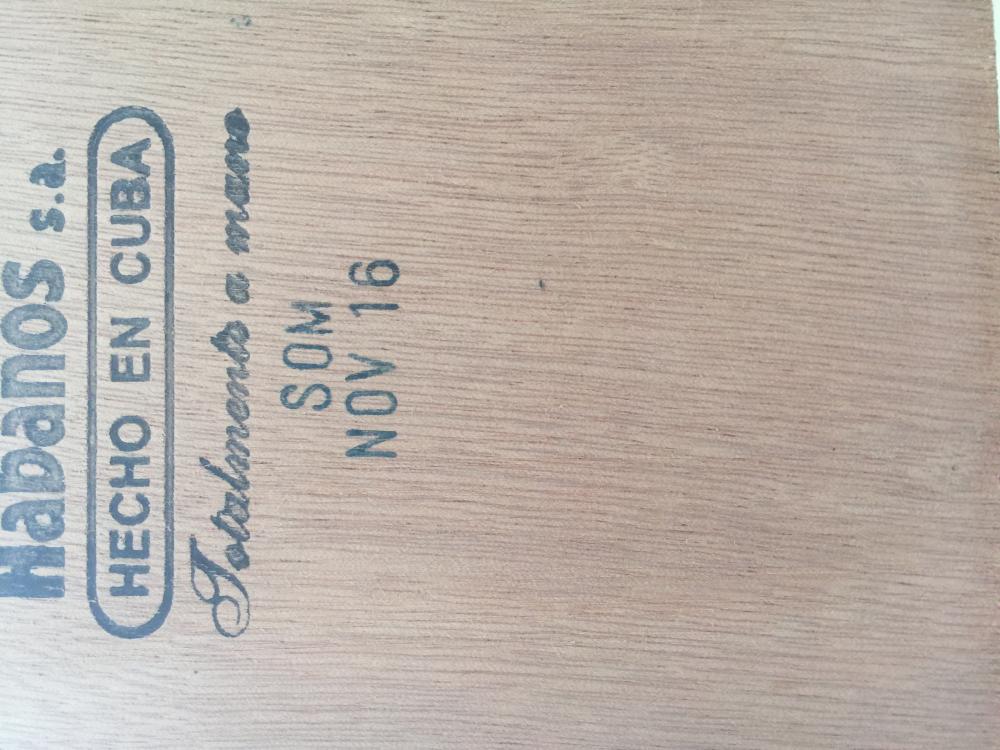 Habanos s.a.
HECHO EN CUBA
Totalmente a mano
SOM
NOV 16